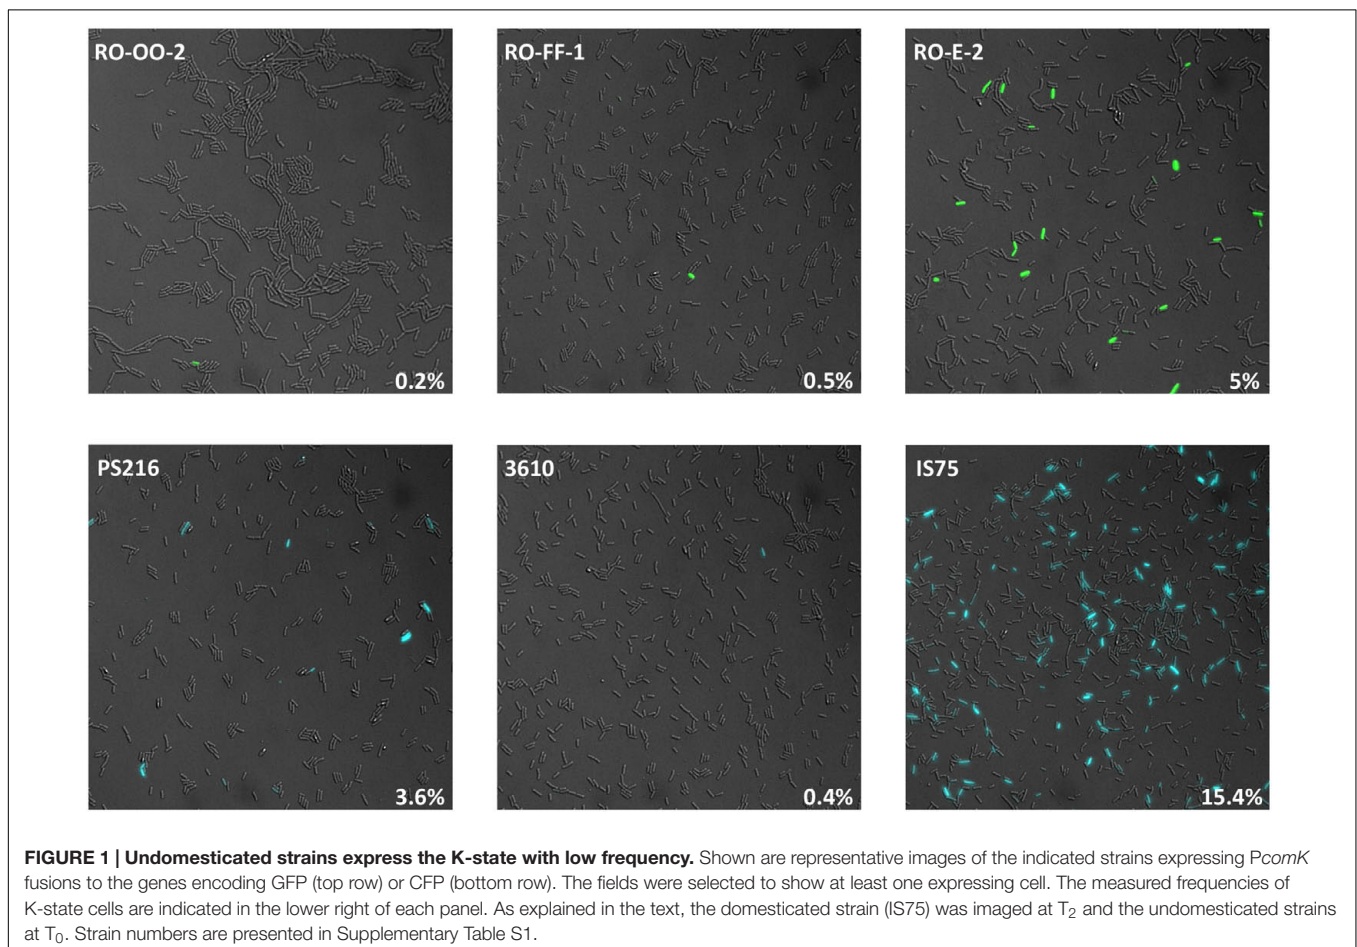 RO-OO-2
RO-FF-1
RO-E-2
0.2%
0.5%
5%
PS216
3610
IS75
3.6%
0.4%
15.4%
FIGURE 1 | Undomesticated strains express the K-state with low frequency. Shown are representative images of the indicated strains expressing PcomK
fusions to the genes encoding GFP (top row) or CFP (bottom row). The fields were selected to show at least one expressing cell. The measured frequencies of
K-state cells are indicated in the lower right of each panel. As explained in the text, the domesticated strain (IS75) was imaged at T2 and the undomesticated strains
at T0. Strain numbers are presented in Supplementary Table S1.